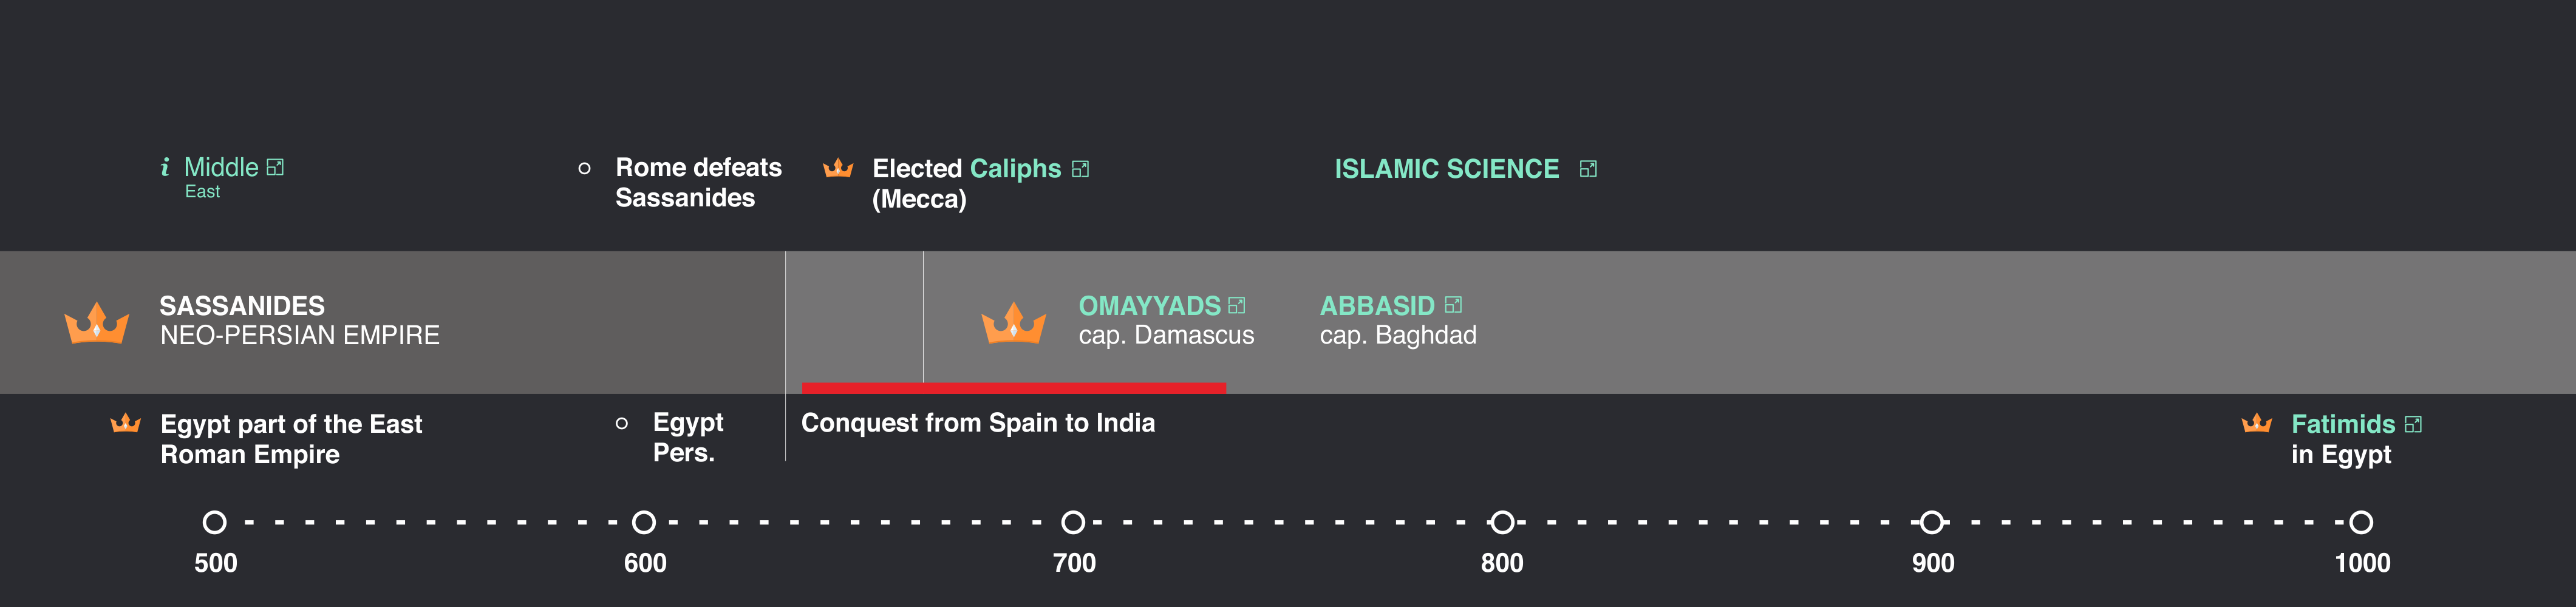 i Middle
East
Rome defeats
Sassanides
Elected Caliphs
(Mecca)
ISLAMIC SCIENCE
SASSANIDES
NEO-PERSIAN EMPIRE
OMAYYADS
cap. Damascus
ABBASID
cap. Baghdad
Egypt part of the East
Roman Empire
Egypt
Pers.
Conquest from Spain to India
Fatimids
in Egypt
500
600
700
800
900
1000